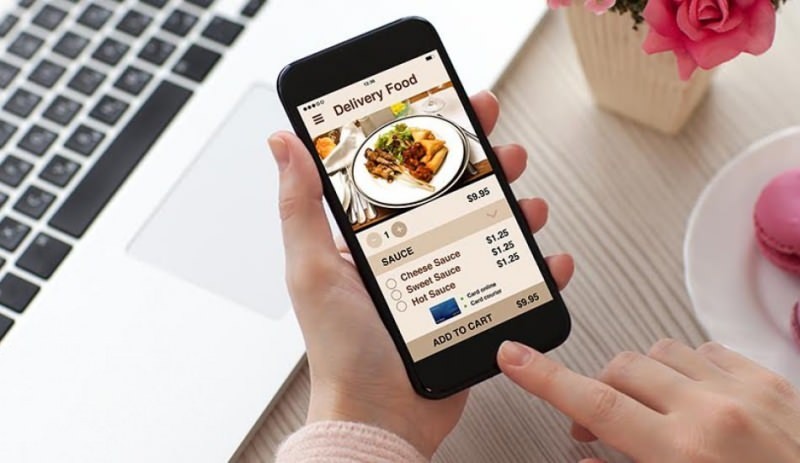 12:30
Delivery Food
$9.95
1
SAUCE
Cheese Sauce $1.25
Sweet Sauce $1.25
Hot Sauce $1.25
Card online
Card courier
ADD TO CART $9.95